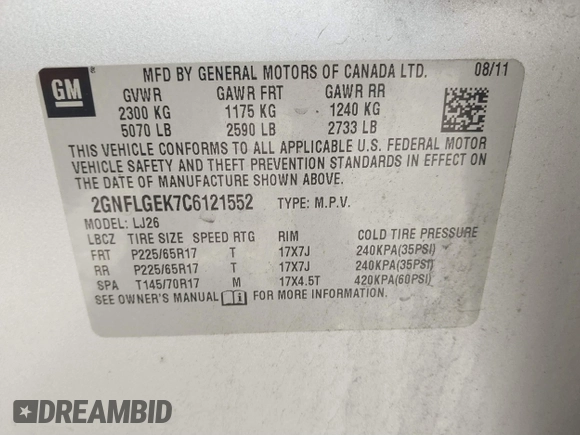 GM
MFD BY GENERAL MOTORS OF CANADA LTD. 08/11
GVWR GAWR FRT GAWR RR
2300 KG 1175 KG 1240 KG
5070 LB 2590 LB 2733 LB
THIS VEHICLE CONFORMS TO ALL APPLICABLE U.S. FEDERAL MOTOR
VEHICLE SAFETY AND THEFT PREVENTION STANDARDS IN EFFECT ON
THE DATE OF MANUFACTURE SHOWN ABOVE.
2GNFLGEK7C6121552 TYPE: M.P.V.
MODEL: LJ26
LBCZ TIRE SIZE SPEED RTG RIM COLD TIRE PRESSURE
FRT P225/65R17 T 17X7J 240KPA(35PSI)
RR P225/65R17 T 17X7J 240KPA(35PSI)
SPA T145/70R17 M 17X4.5T 420KPA(60PSI)
SEE OWNER'S MANUAL FOR MORE INFORMATION.
DREAMBID